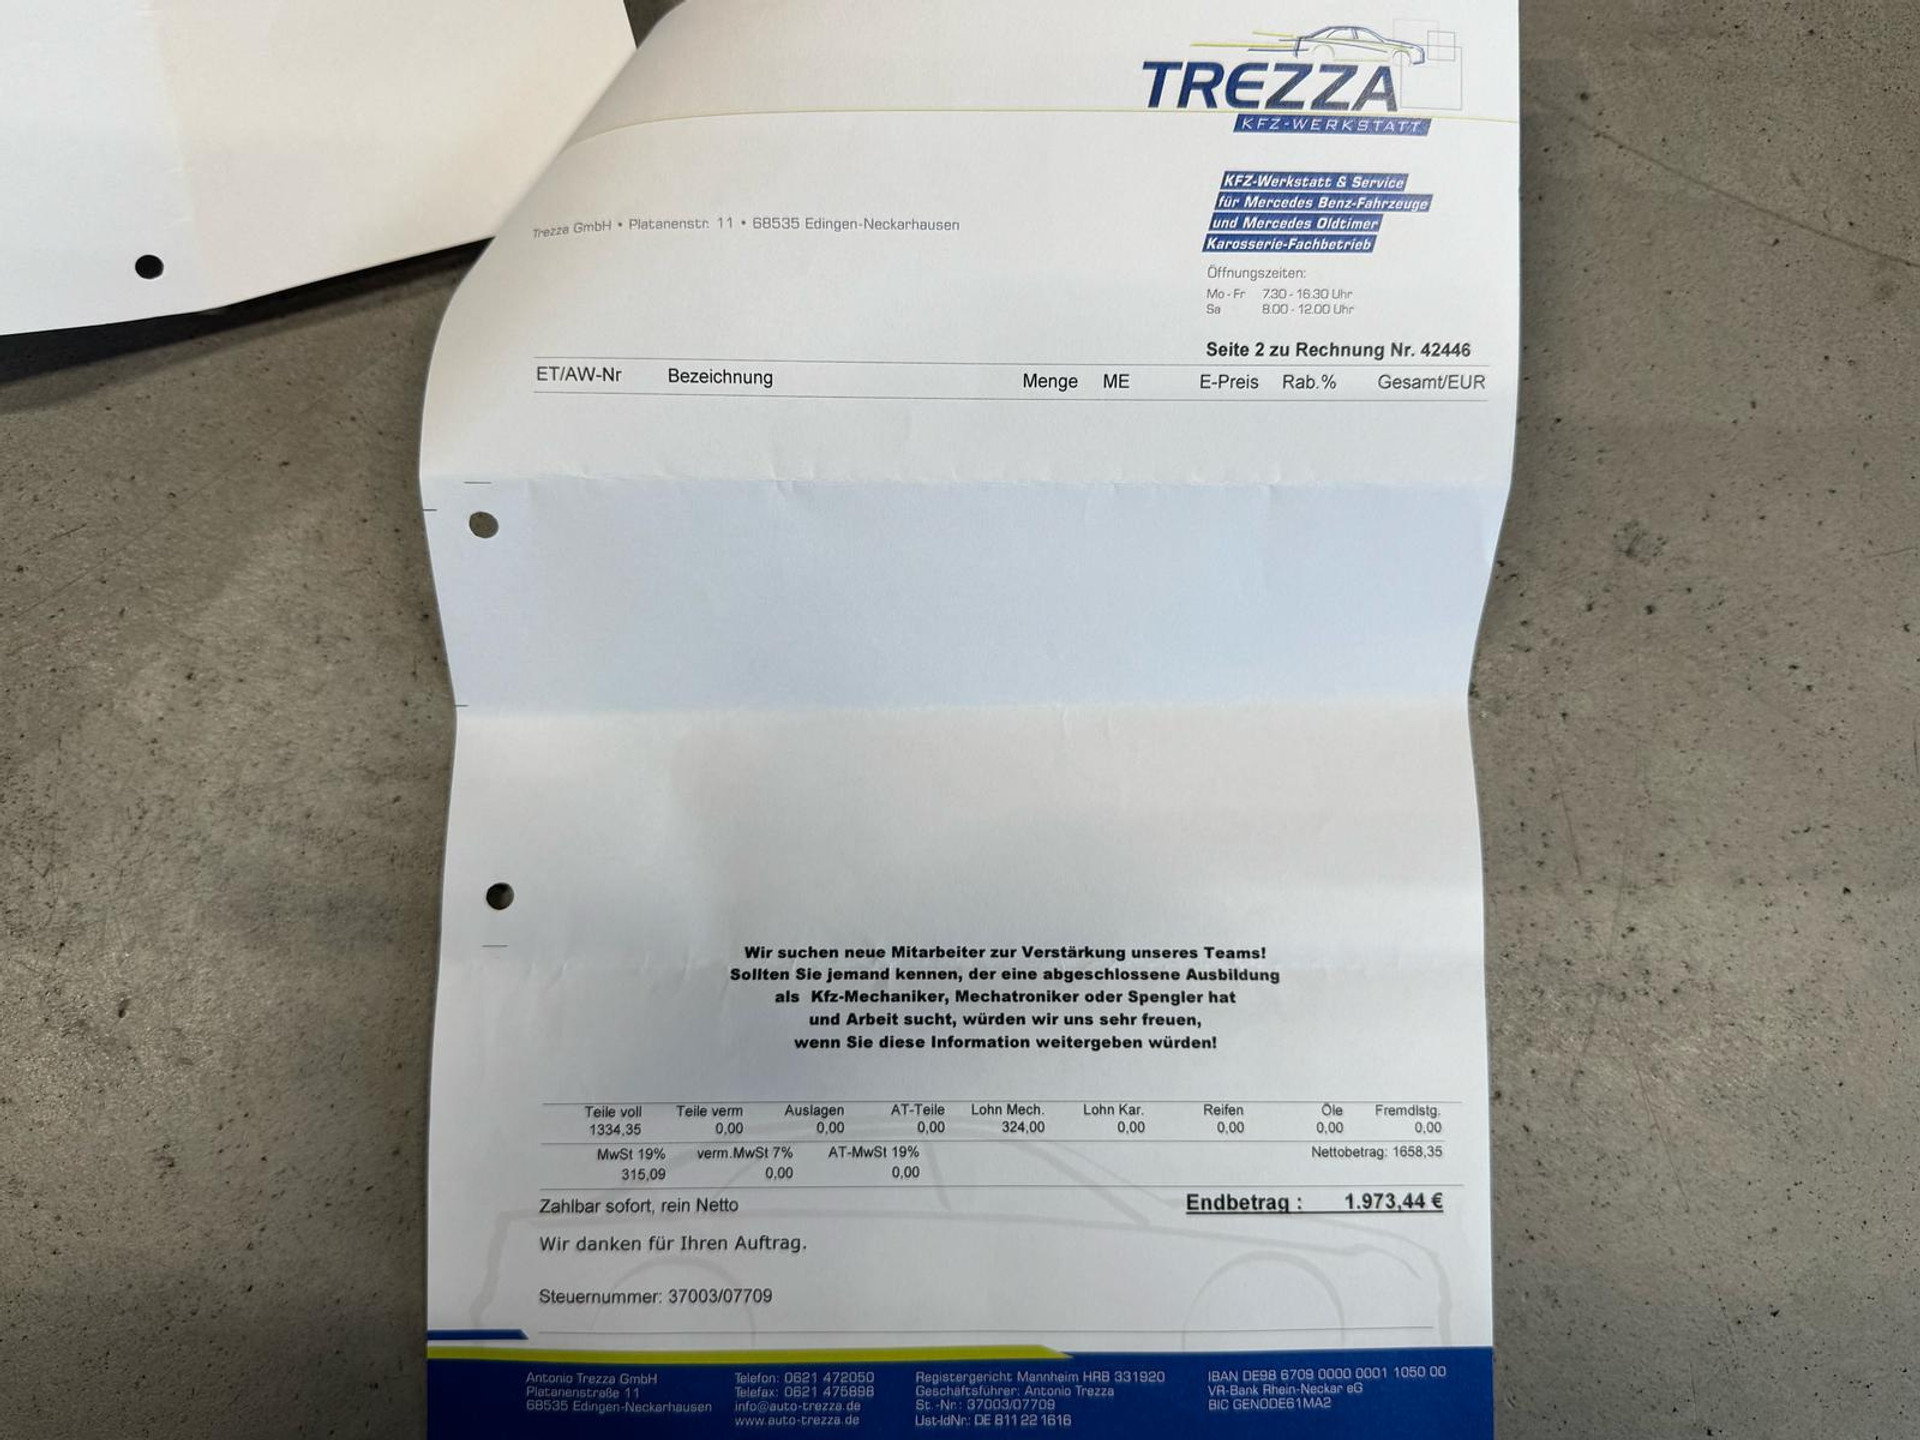 TREZZA
KFZ-WERKSTATT
KFZ-Werkstatt & Service
für Mercedes Benz-Fahrzeuge
und Mercedes Oldtimer
Karosserie-Fachbetrieb
Trezza GmbH • Platanenstr. 11 • 68535 Edingen-Neckarhausen
Öffnungszeiten:
Mo - Fr 7.30 - 16.30 Uhr
Sa 8.00 - 12.00 Uhr
Seite 2 zu Rechnung Nr. 42446
ET/AW-Nr Bezeichnung Menge ME E-Preis Rab.% Gesamt/EUR
Wir suchen neue Mitarbeiter zur Verstärkung unseres Teams!
Sollten Sie jemand kennen, der eine abgeschlossene Ausbildung
als Kfz-Mechaniker, Mechatroniker oder Spengler hat
und Arbeit sucht, würden wir uns sehr freuen,
wenn Sie diese Information weitergeben würden!
Teile voll Teile verm Auslagen AT-Teile Lohn Mech. Lohn Kar. Reifen Öle Fremdlstg.
1334,35 0,00 0,00 0,00 324,00 0,00 0,00 0,00 0,00
MwSt 19% verm.MwSt 7% AT-MwSt 19% Nettobetrag: 1658,35
315,09 0,00 0,00
Zahlbar sofort, rein Netto Endbetrag : 1.973,44 €
Wir danken für Ihren Auftrag.
Steuernummer: 37003/07709
Antonio Trezza GmbH Telefon: 0621 472050 Registergericht Mannheim HRB 331920 IBAN DE98 6709 0000 0001 1050 00
Platanenstraße 11 Telefax: 0621 475898 Geschäftsführer: Antonio Trezza VR-Bank Rhein-Neckar eG
68535 Edingen-Neckarhausen info@auto-trezza.de St.-Nr.: 37003/07709 BIC GENODE61MA2
www.auto-trezza.de Ust-IdNr.: DE 811 22 1616